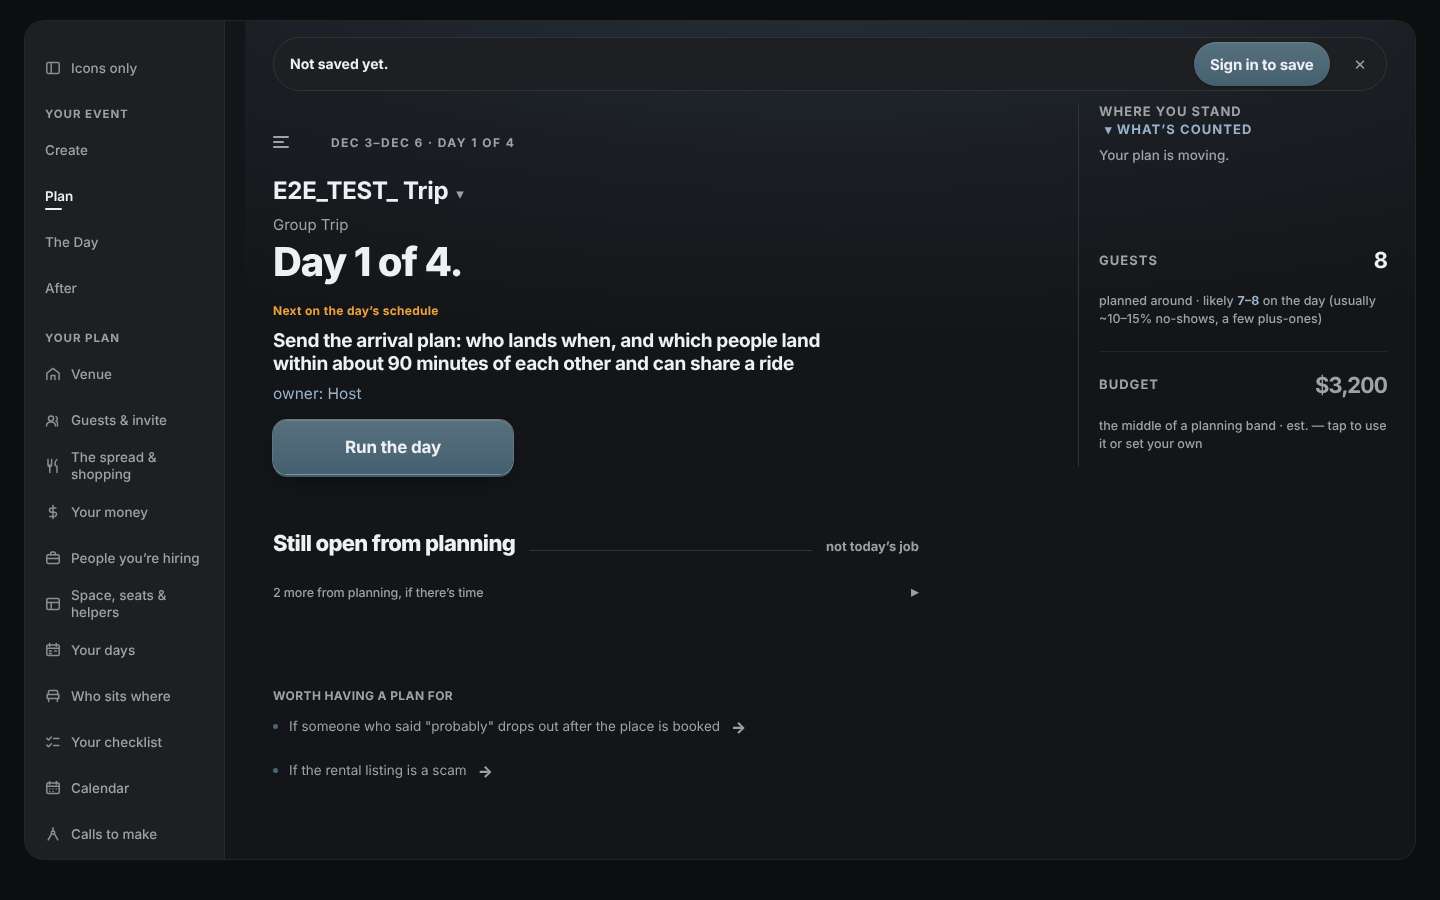 Icons only
YOUR EVENT
Create
Plan
The Day
After
YOUR PLAN
Venue
Guests & invite
The spread &
shopping
Your money
People you’re hiring
Space, seats &
helpers
Your days
Who sits where
Your checklist
Calendar
Calls to make
Not saved yet.
Sign in to save
×
DEC 3–DEC 6 · DAY 1 OF 4
E2E_TEST_ Trip ▾
Group Trip
Day 1 of 4.
Next on the day’s schedule
Send the arrival plan: who lands when, and which people land
within about 90 minutes of each other and can share a ride
owner: Host
Run the day
Still open from planning
not today’s job
2 more from planning, if there’s time
WORTH HAVING A PLAN FOR
If someone who said "probably" drops out after the place is booked →
If the rental listing is a scam →
WHERE YOU STAND
▾ WHAT’S COUNTED
Your plan is moving.
GUESTS
8
planned around · likely 7–8 on the day (usually
~10–15% no-shows, a few plus-ones)
BUDGET
$3,200
the middle of a planning band · est. — tap to use
it or set your own